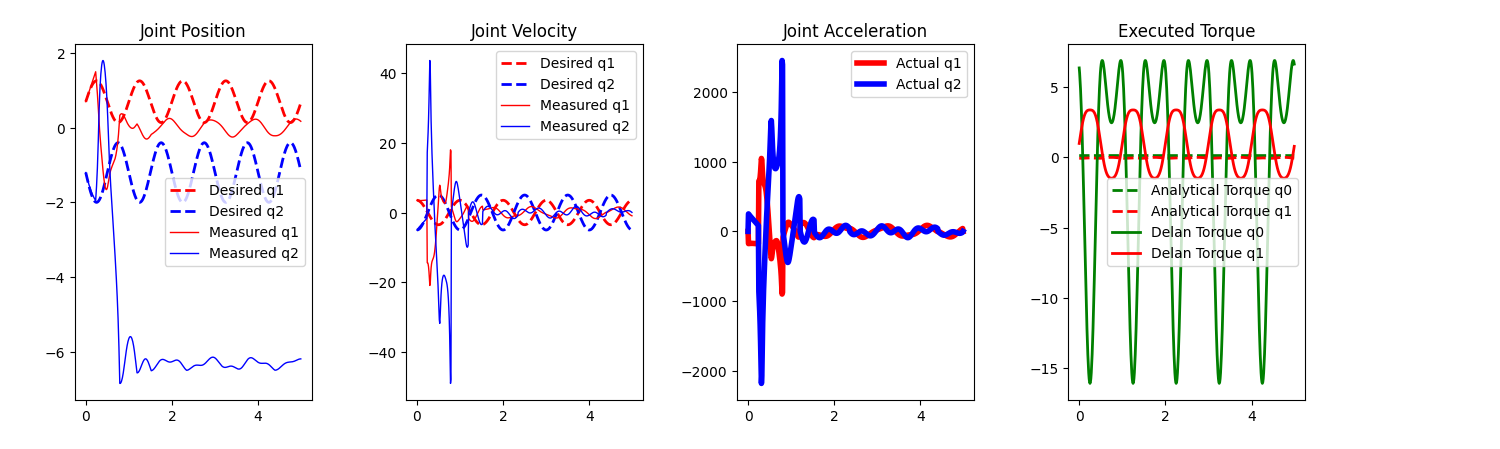 Joint Position
2
0
−2
−4
−6
0
2
4
Desired q1
Desired q2
Measured q1
Measured q2
Joint Velocity
40
20
0
−20
−40
0
2
4
Desired q1
Desired q2
Measured q1
Measured q2
Joint Acceleration
2000
1000
0
−1000
−2000
0
2
4
Actual q1
Actual q2
Executed Torque
5
0
−5
−10
−15
0
2
4
Analytical Torque q0
Analytical Torque q1
Delan Torque q0
Delan Torque q1